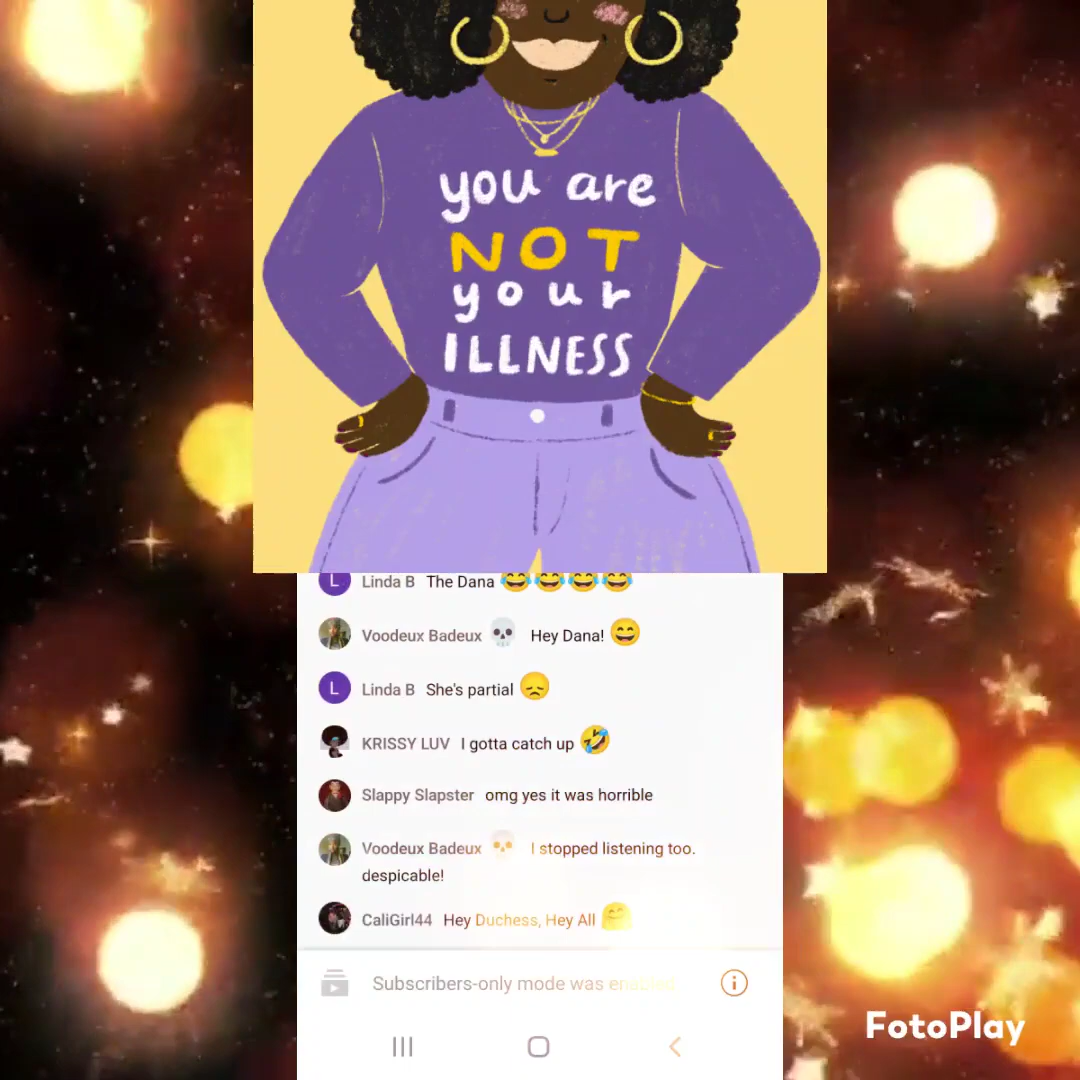 you are
NOT
your
ILLNESS
L Linda B The Dana 😂😂😂😂
Voodeux Badeux 💀 Hey Dana! 😄
L Linda B She's partial 😞
KRISSY LUV I gotta catch up 🤣
Slappy Slapster omg yes it was horrible
Voodeux Badeux 💀 I stopped listening too.
despicable!
CaliGirl44 Hey Duchess, Hey All 🤗
Subscribers-only mode was enabled
FotoPlay